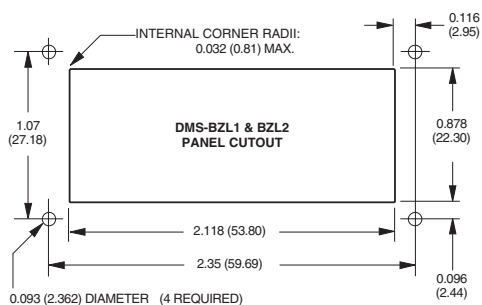 INTERNAL CORNER RADII:
0.032 (0.81) MAX.
0.116
(2.95)
1.07
(27.18)
DMS-BZL1 & BZL2
PANEL CUTOUT
0.878
(22.30)
2.118 (53.80)
2.35 (59.69)
0.096
(2.44)
0.093 (2.362) DIAMETER (4 REQUIRED)